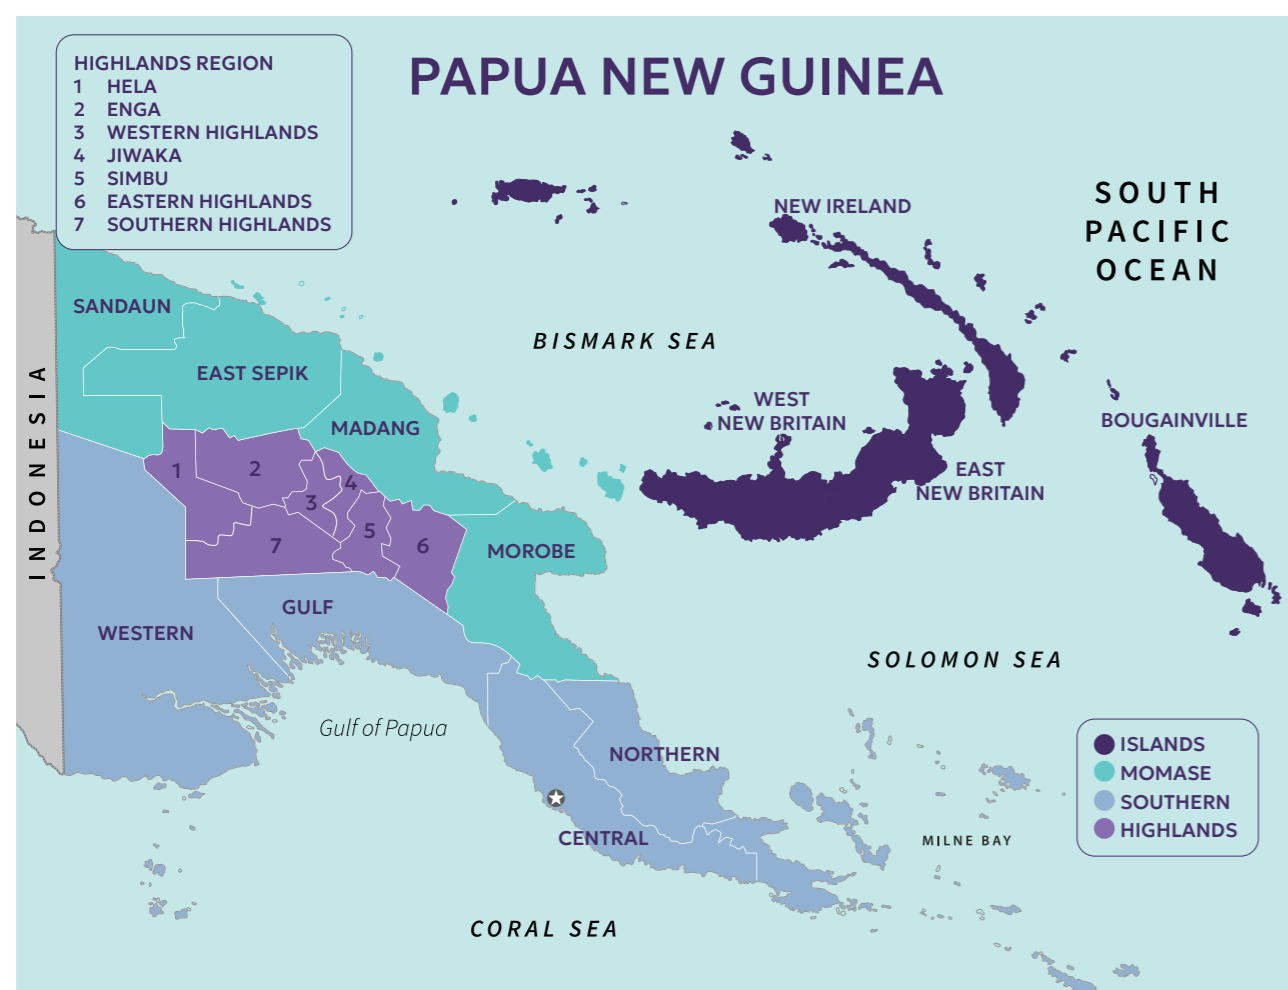 PAPUA NEW GUINEA
HIGHLANDS REGION
1 HELA
2 ENGA
3 WESTERN HIGHLANDS
4 JIWAKA
5 SIMBU
6 EASTERN HIGHLANDS
7 SOUTHERN HIGHLANDS
SOUTH
PACIFIC
OCEAN
NEW IRELAND
SANDAUN
BISMARK SEA
EAST SEPIK
INDONESIA
WEST
NEW BRITAIN
MADANG
BOUGAINVILLE
1
2
3
4
5
6
7
EAST
NEW BRITAIN
MOROBE
GULF
WESTERN
SOLOMON SEA
Gulf of Papua
NORTHERN
CENTRAL
MILNE BAY
ISLANDS
MOMASE
SOUTHERN
HIGHLANDS
CORAL SEA